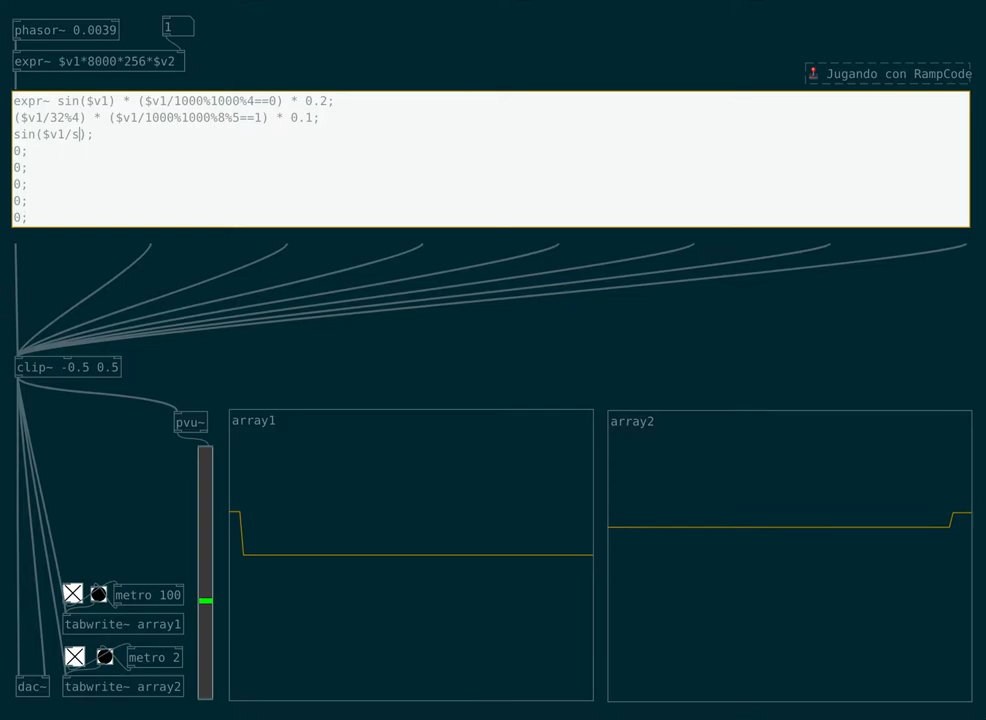 phasor~ 0.0039
1
expr~ $v1*8000*256*$v2
Jugando con RampCode
expr~ sin($v1) * ($v1/1000%1000%4==0) * 0.2;
($v1/32%4) * ($v1/1000%1000%8%5==1) * 0.1;
sin($v1/s);
0;
0;
0;
0;
0;
clip~ -0.5 0.5
pvu~
array1
array2
metro 100
tabwrite~ array1
metro 2
dac~
tabwrite~ array2